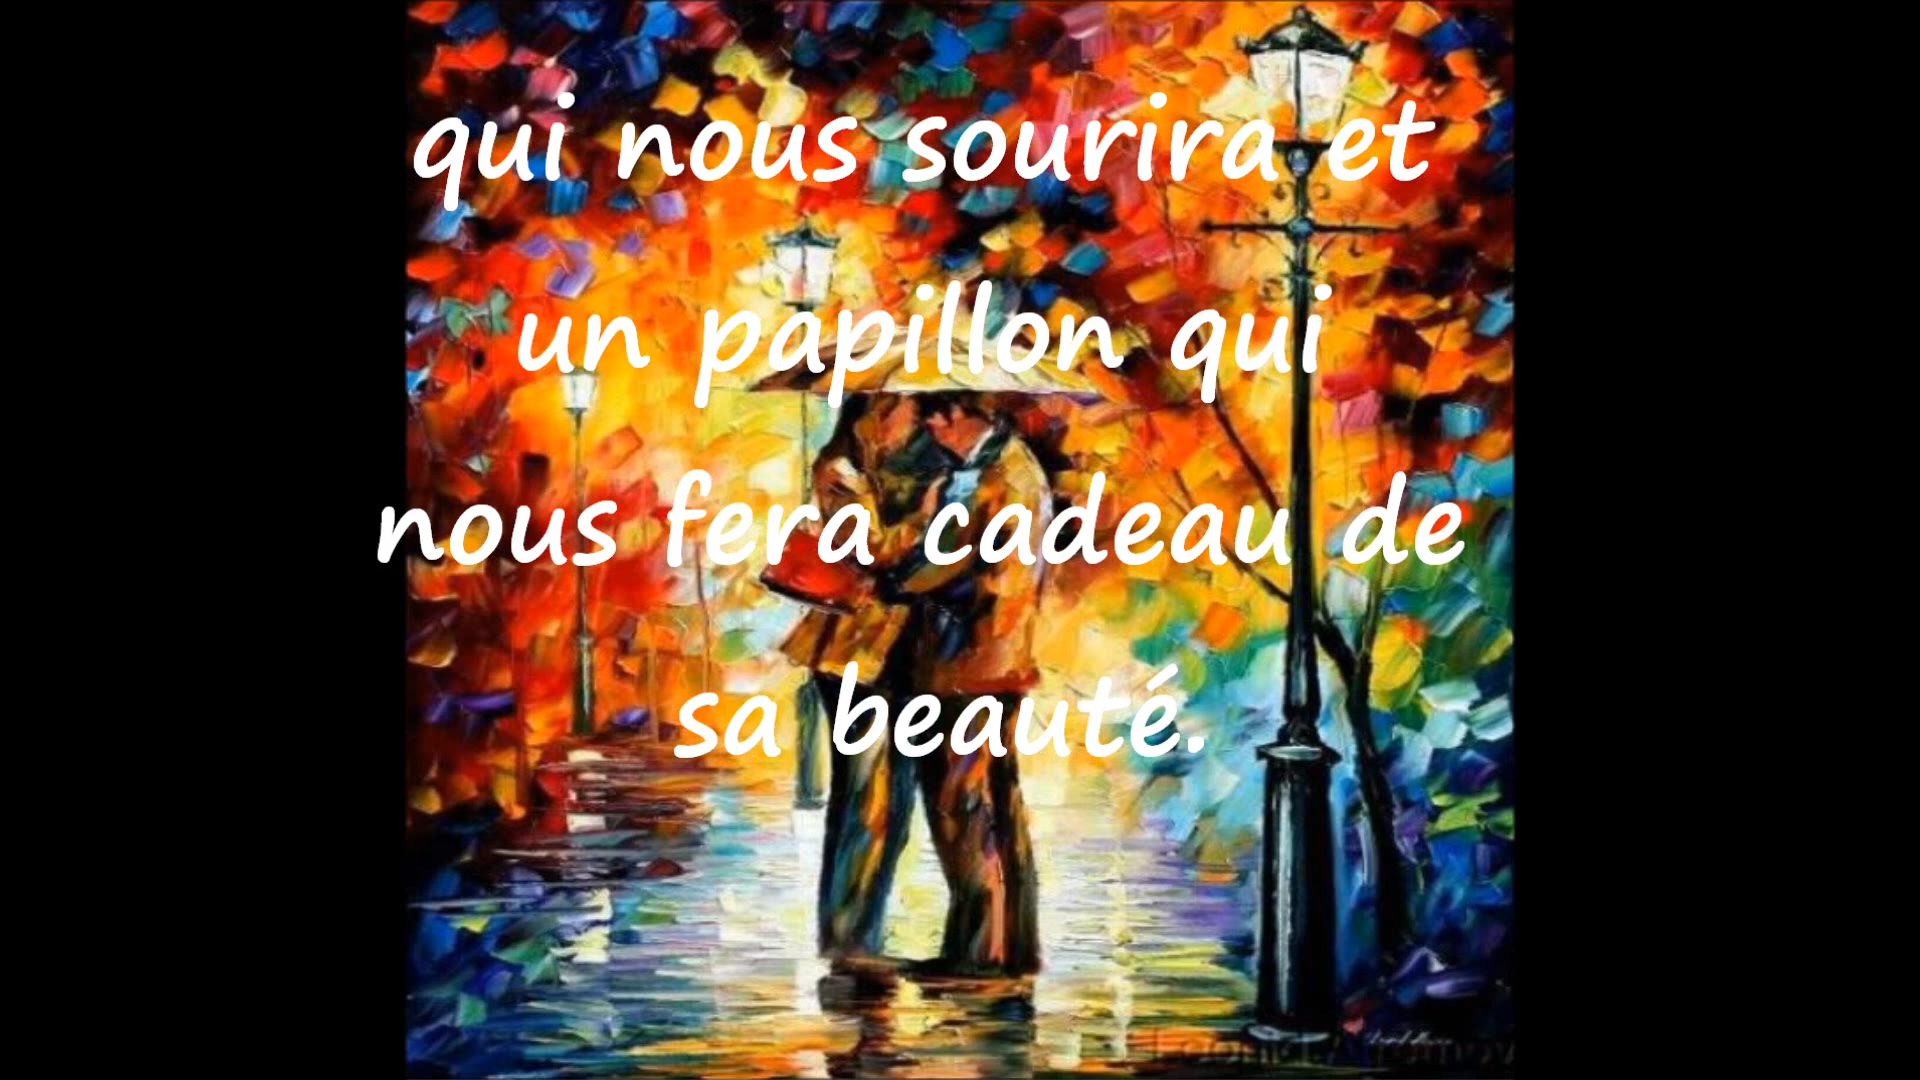 qui nous sourira et
un papillon qui
nous fera cadeau de
sa beauté.